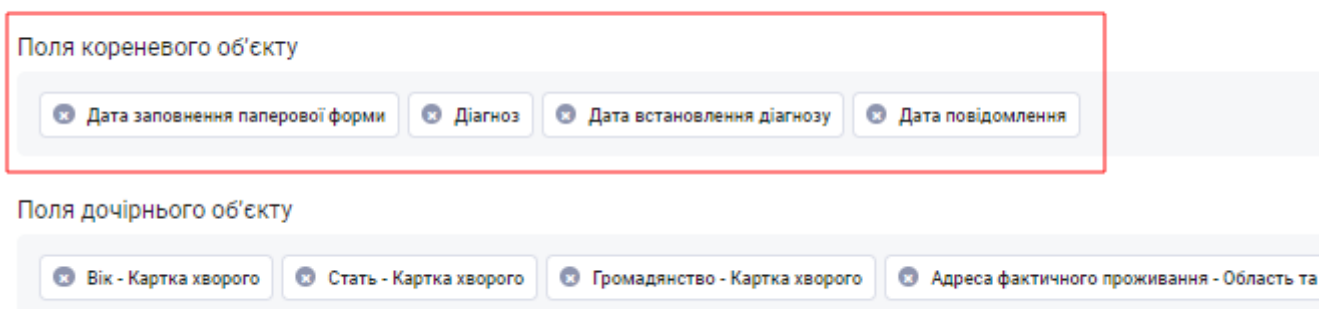 Поля кореневого об'єкту
Дата заповнення паперової форми Діагноз Дата встановлення діагнозу Дата повідомлення
Поля дочірнього об'єкту
Вік - Картка хворого Стать - Картка хворого Громадянство - Картка хворого Адреса фактичного проживання - Область та